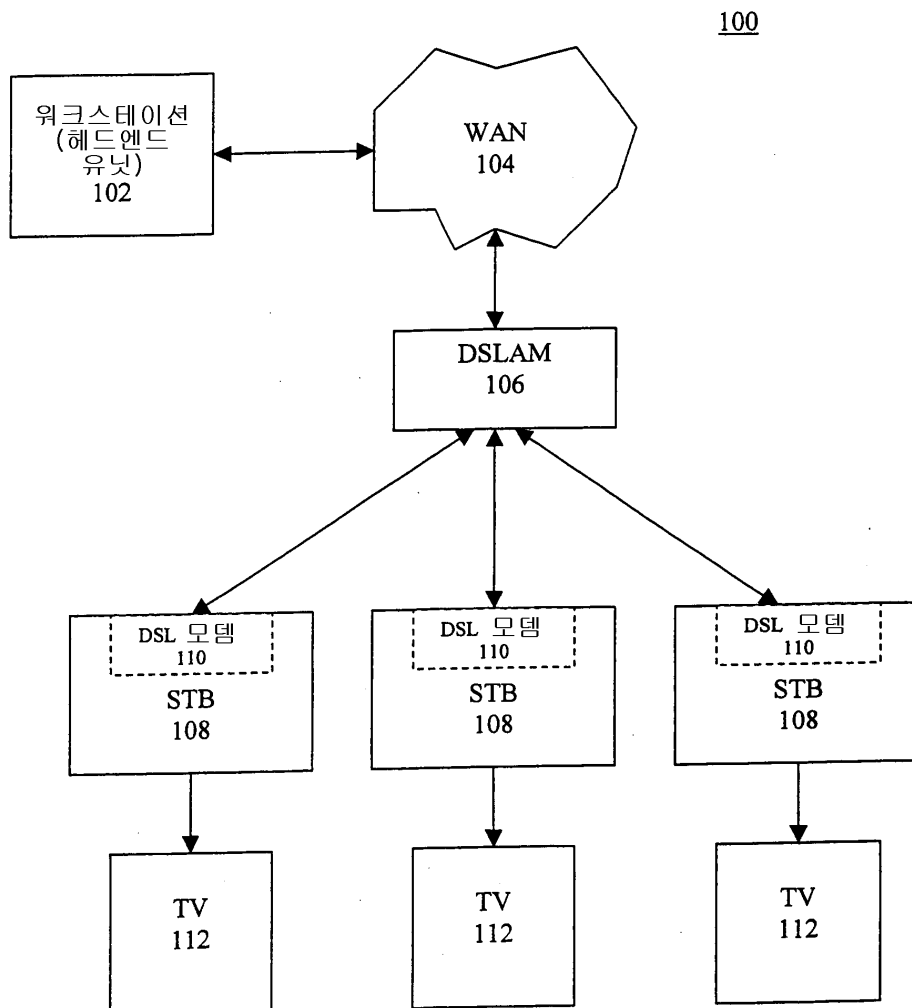 100
워크스테이션
(헤드엔드
유닛)
102
WAN
104
DSLAM
106
DSL 모뎀
110
STB
108
DSL 모뎀
110
STB
108
DSL 모뎀
110
STB
108
TV
112
TV
112
TV
112